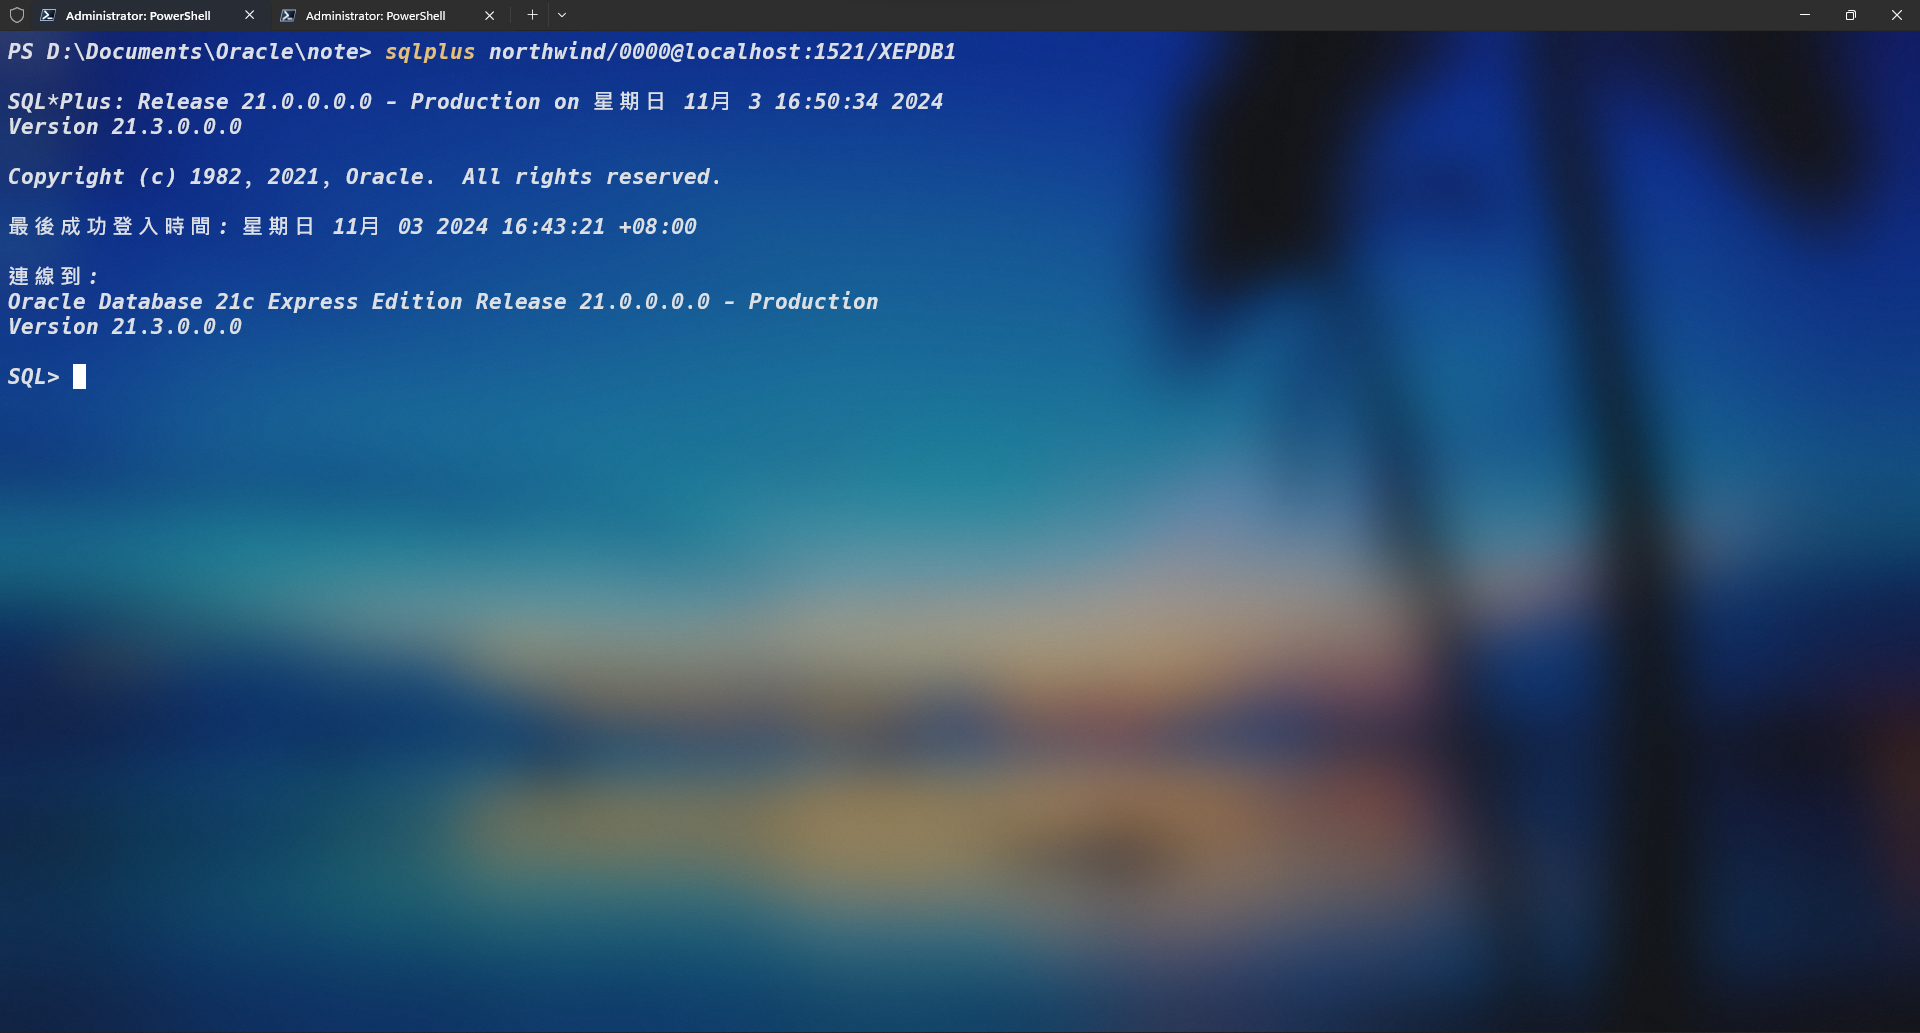 Administrator: PowerShell
Administrator: PowerShell
PS D:\Documents\Oracle\note> sqlplus northwind/0000@localhost:1521/XEPDB1
SQL*Plus: Release 21.0.0.0.0 - Production on 星期日 11月 3 16:50:34 2024
Version 21.3.0.0.0
Copyright (c) 1982, 2021, Oracle.  All rights reserved.
最後成功登入時間: 星期日 11月 03 2024 16:43:21 +08:00
連線到:
Oracle Database 21c Express Edition Release 21.0.0.0.0 - Production
Version 21.3.0.0.0
SQL>